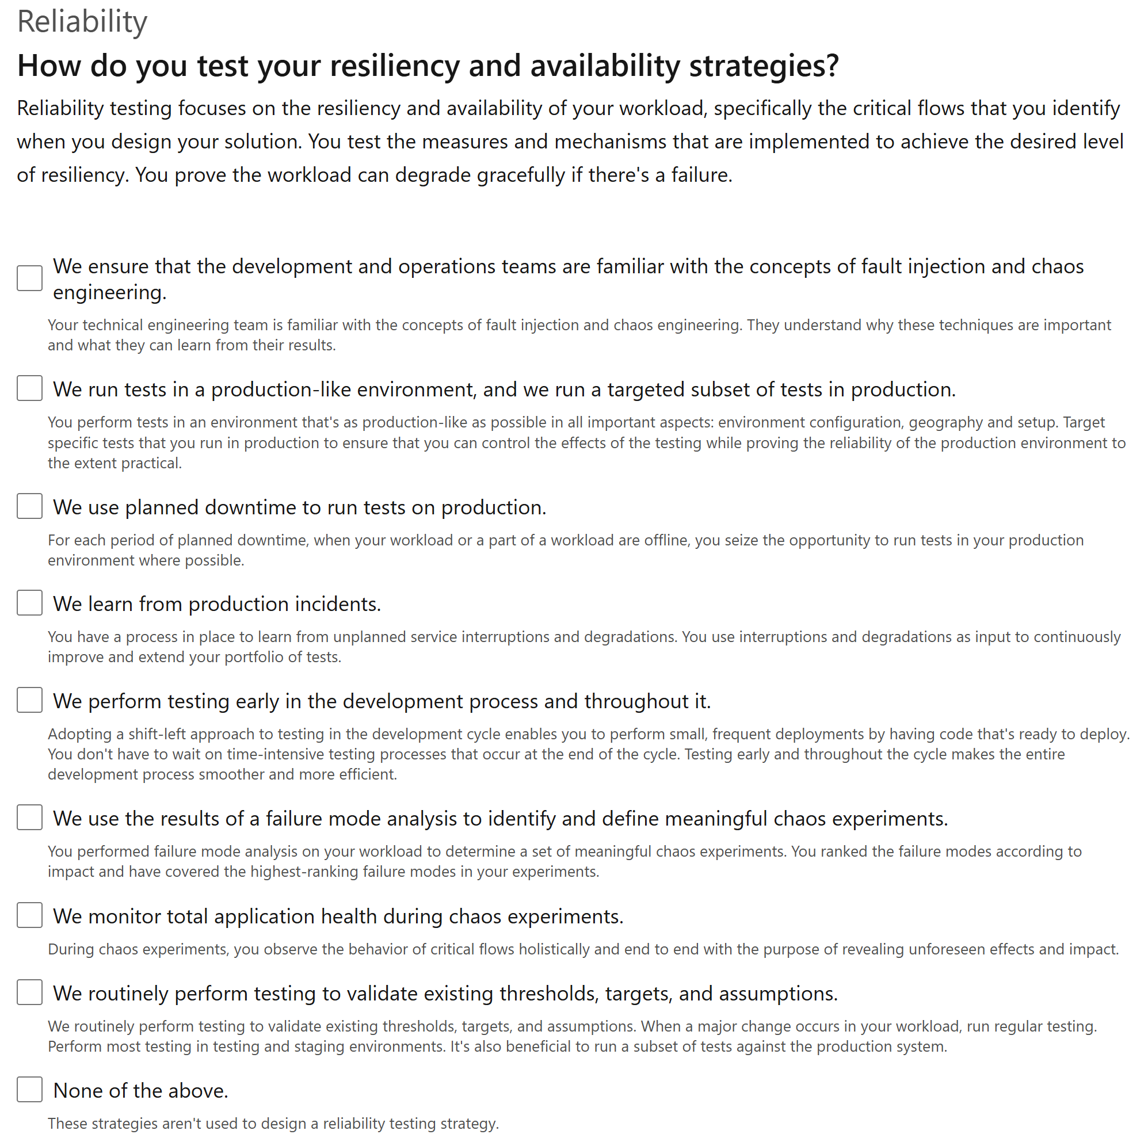 Reliability
How do you test your resiliency and availability strategies?
Reliability testing focuses on the resiliency and availability of your workload, specifically the critical flows that you identify
when you design your solution. You test the measures and mechanisms that are implemented to achieve the desired level
of resiliency. You prove the workload can degrade gracefully if there's a failure.
We ensure that the development and operations teams are familiar with the concepts of fault injection and chaos
engineering.
Your technical engineering team is familiar with the concepts of fault injection and chaos engineering. They understand why these techniques are important
and what they can learn from their results.
We run tests in a production-like environment, and we run a targeted subset of tests in production.
You perform tests in an environment that's as production-like as possible in all important aspects: environment configuration, geography and setup. Target
specific tests that you run in production to ensure that you can control the effects of the testing while proving the reliability of the production environment to
the extent practical.
We use planned downtime to run tests on production.
For each period of planned downtime, when your workload or a part of a workload are offline, you seize the opportunity to run tests in your production
environment where possible.
We learn from production incidents.
You have a process in place to learn from unplanned service interruptions and degradations. You use interruptions and degradations as input to continuously
improve and extend your portfolio of tests.
We perform testing early in the development process and throughout it.
Adopting a shift-left approach to testing in the development cycle enables you to perform small, frequent deployments by having code that's ready to deploy.
You don't have to wait on time-intensive testing processes that occur at the end of the cycle. Testing early and throughout the cycle makes the entire
development process smoother and more efficient.
We use the results of a failure mode analysis to identify and define meaningful chaos experiments.
You performed failure mode analysis on your workload to determine a set of meaningful chaos experiments. You ranked the failure modes according to
impact and have covered the highest-ranking failure modes in your experiments.
We monitor total application health during chaos experiments.
During chaos experiments, you observe the behavior of critical flows holistically and end to end with the purpose of revealing unforeseen effects and impact.
We routinely perform testing to validate existing thresholds, targets, and assumptions.
We routinely perform testing to validate existing thresholds, targets, and assumptions. When a major change occurs in your workload, run regular testing.
Perform most testing in testing and staging environments. It's also beneficial to run a subset of tests against the production system.
None of the above.
These strategies aren't used to design a reliability testing strategy.